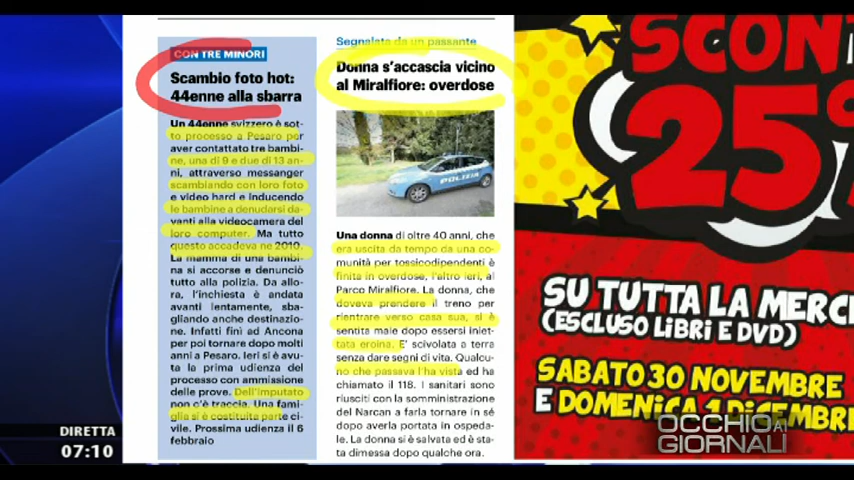 CON TRE MINORI
Scambio foto hot:
44enne alla sbarra
Un 44enne svizzero è sot-
to processo a Pesaro per
aver contattato tre bambi-
ne, una di 9 e due di 13 an-
ni, attraverso messanger
scambiando con loro foto
e video hard e inducendo
le bambine a denudarsi da-
vanti alla videocamera del
loro computer. Ma tutto
questo accadeva ne 2010.
La mamma di una bambi-
na si accorse e denunciò
tutto alla polizia. Da allo-
ra, l'inchiesta è andata
avanti lentamente, sba-
gliando anche destinazio-
ne. Infatti finì ad Ancona
per poi tornare dopo molti
anni a Pesaro. Ieri si è avu-
ta la prima udienza del
processo con ammissione
delle prove. Dell'imputato
non c'è traccia. Una fami-
glia si è costituita parte ci-
vile. Prossima udienza il 6
febbraio
Segnalata da un passante
Donna s'accascia vicino
al Miralfiore: overdose
POLIZIA
Una donna di oltre 40 anni, che
era uscita da tempo da una co-
munità per tossicodipendenti è
finita in overdose, l'altro ieri, al
Parco Miralfiore. La donna, che
doveva prendere il treno per
rientrare verso casa sua, si è
sentita male dopo essersi iniet-
tata eroina. E' scivolata a terra
senza dare segni di vita. Qualcu-
no che passava l'ha vista ed ha
chiamato il 118. I sanitari sono
riusciti con la somministrazione
del Narcan a farla tornare in sé
dopo averla portata in ospeda-
le. La donna si è salvata ed è sta-
ta dimessa dopo qualche ora.
SCONT
25
SU TUTTA LA MERC
(ESCLUSO LIBRI E DVD)
SABATO 30 NOVEMBRE
E DOMENICA 1 DICEMBR
DIRETTA
07:10
OCCHIO AI
GIORNALI